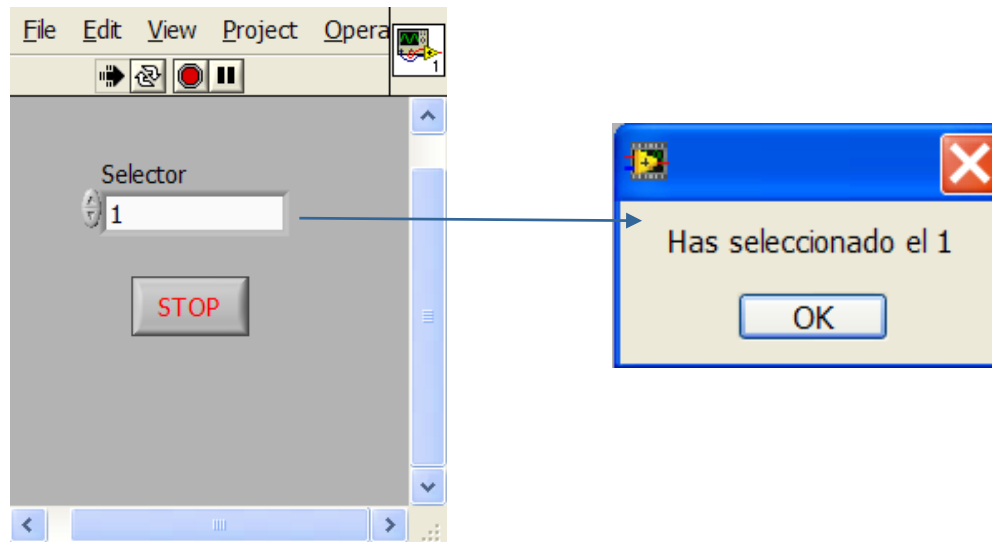 File Edit View Project Opera
1
Selector
1
STOP
Has seleccionado el 1
OK